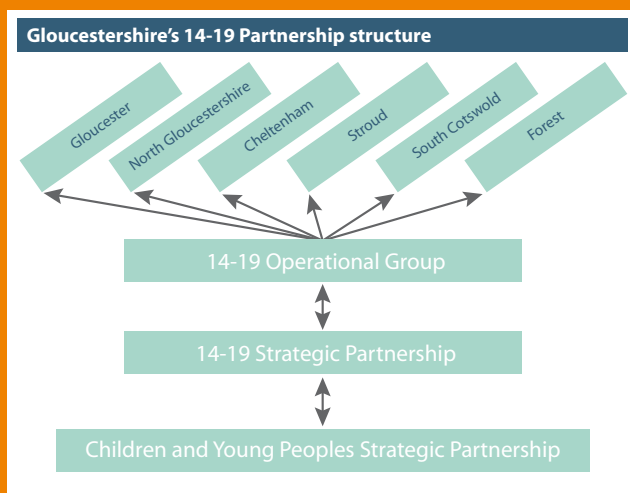 Gloucestershire's 14-19 Partnership structure
Gloucester
North Gloucestershire
Cheltenham
Stroud
South Cotswold
Forest
14-19 Operational Group
14-19 Strategic Partnership
Children and Young Peoples Strategic Partnership